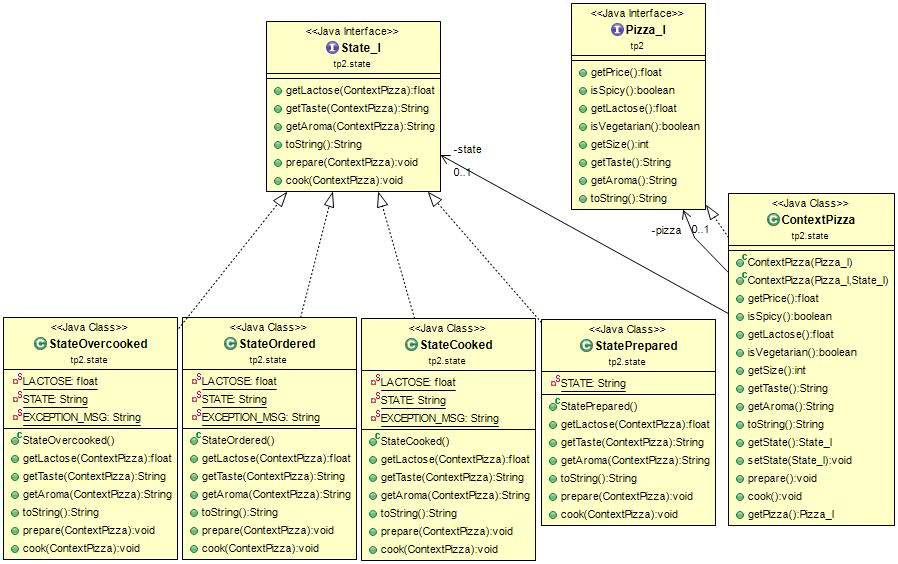 <<Java Interface>>
State_I
tp2.state
getLactose(ContextPizza):float
getTaste(ContextPizza):String
getAroma(ContextPizza):String
toString():String
prepare(ContextPizza):void
cook(ContextPizza):void
<<Java Interface>>
Pizza_I
tp2
getPrice():float
isSpicy():boolean
getLactose():float
isVegetarian():boolean
getSize():int
getTaste():String
getAroma():String
toString():String
-state
0..1
-pizza
0..1
<<Java Class>>
ContextPizza
tp2.state
ContextPizza(Pizza_I)
ContextPizza(Pizza_I,State_I)
getPrice():float
isSpicy():boolean
getLactose():float
isVegetarian():boolean
getSize():int
getTaste():String
getAroma():String
toString():String
getState():State_I
setState(State_I):void
prepare():void
cook():void
getPizza():Pizza_I
<<Java Class>>
StateOvercooked
tp2.state
LACTOSE: float
STATE: String
EXCEPTION_MSG: String
StateOvercooked()
getLactose(ContextPizza):float
getTaste(ContextPizza):String
getAroma(ContextPizza):String
toString():String
prepare(ContextPizza):void
cook(ContextPizza):void
<<Java Class>>
StateOrdered
tp2.state
LACTOSE: float
STATE: String
EXCEPTION_MSG: String
StateOrdered()
getLactose(ContextPizza):float
getTaste(ContextPizza):String
getAroma(ContextPizza):String
toString():String
prepare(ContextPizza):void
cook(ContextPizza):void
<<Java Class>>
StateCooked
tp2.state
LACTOSE: float
STATE: String
EXCEPTION_MSG: String
StateCooked()
getLactose(ContextPizza):float
getTaste(ContextPizza):String
getAroma(ContextPizza):String
toString():String
prepare(ContextPizza):void
cook(ContextPizza):void
<<Java Class>>
StatePrepared
tp2.state
STATE: String
StatePrepared()
getLactose(ContextPizza):float
getTaste(ContextPizza):String
getAroma(ContextPizza):String
toString():String
prepare(ContextPizza):void
cook(ContextPizza):void